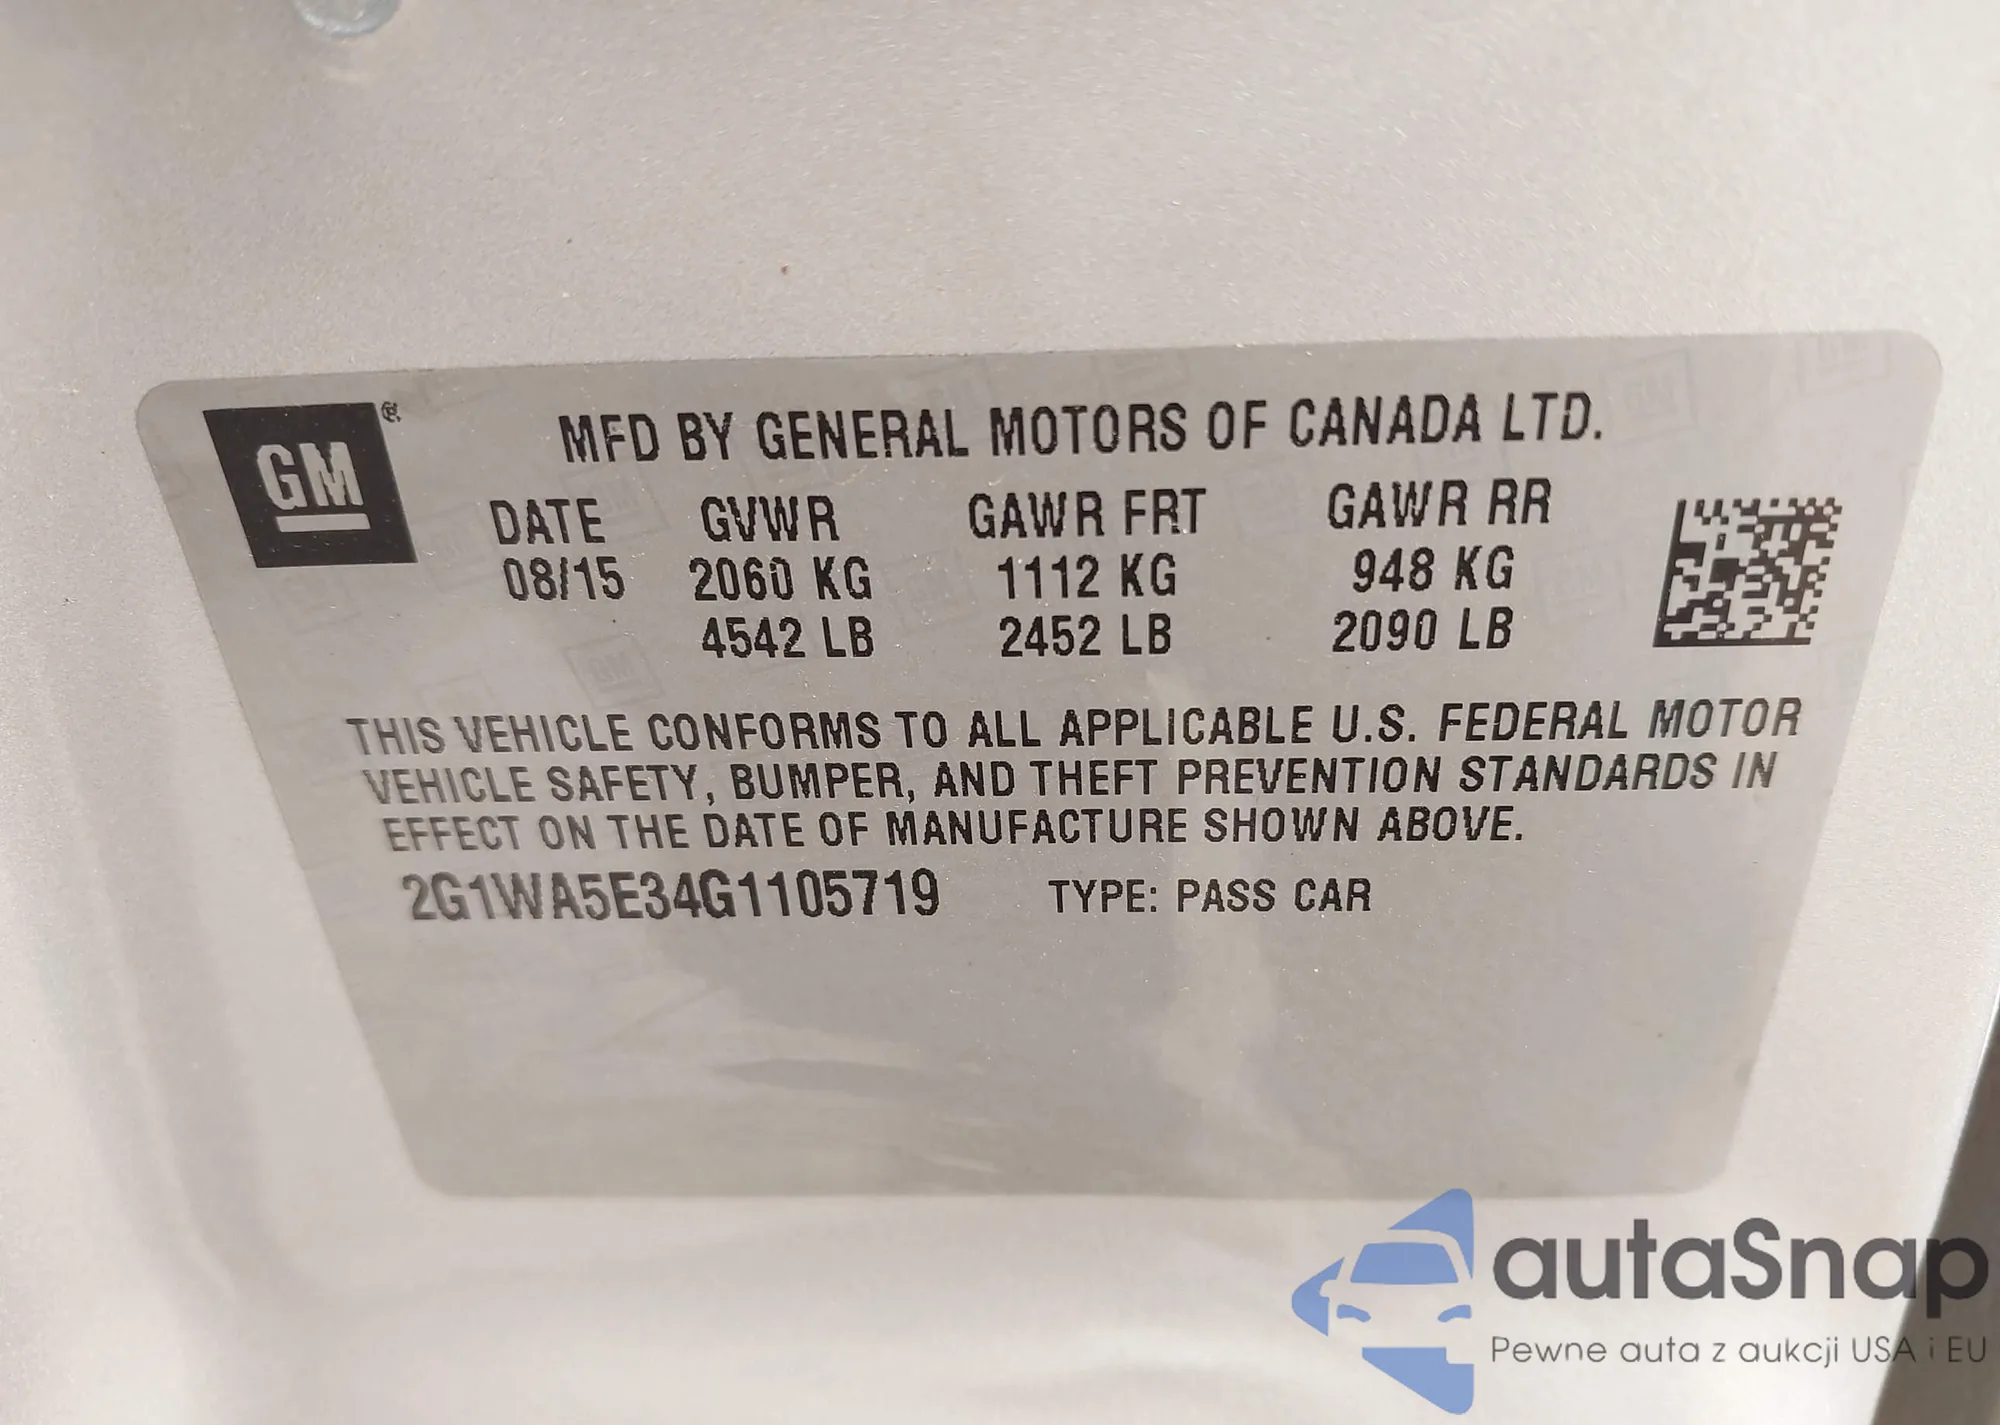 GM®
MFD BY GENERAL MOTORS OF CANADA LTD.
DATE GVWR GAWR FRT GAWR RR
08/15 2060 KG 1112 KG 948 KG
4542 LB 2452 LB 2090 LB
THIS VEHICLE CONFORMS TO ALL APPLICABLE U.S. FEDERAL MOTOR
VEHICLE SAFETY, BUMPER, AND THEFT PREVENTION STANDARDS IN
EFFECT ON THE DATE OF MANUFACTURE SHOWN ABOVE.
2G1WA5E34G1105719 TYPE: PASS CAR
autaSnap
Pewne auta z aukcji USA i EU